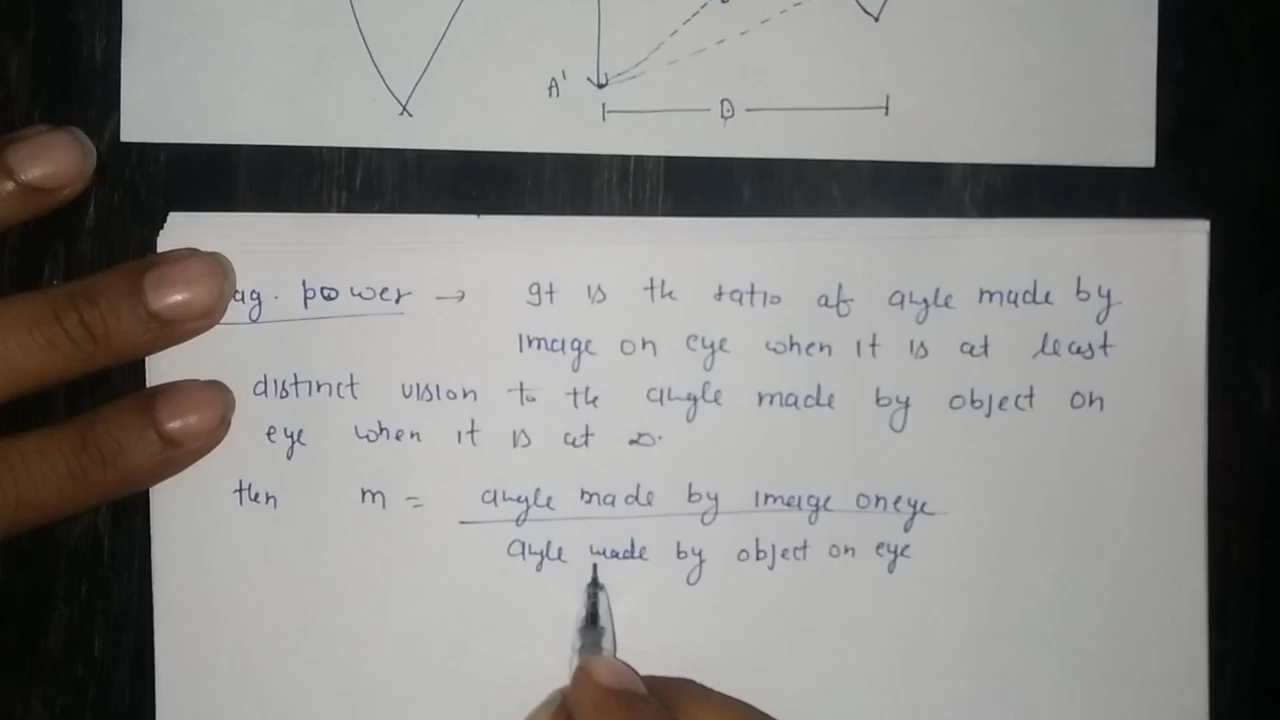 A'
D
ag. power → It is the ratio of angle made by
image on eye when it is at least
distinct vision to the angle made by object on
eye when it is at ∞.
then m = angle made by image on eye
angle made by object on eye